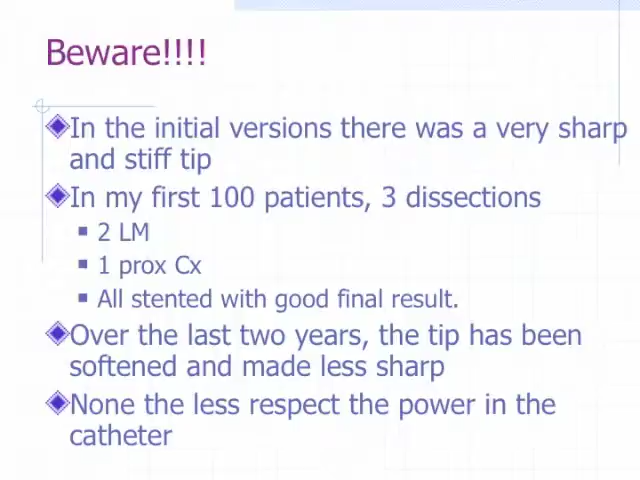 Beware!!!!
In the initial versions there was a very sharp
and stiff tip
In my first 100 patients, 3 dissections
2 LM
1 prox Cx
All stented with good final result.
Over the last two years, the tip has been
softened and made less sharp
None the less respect the power in the
catheter